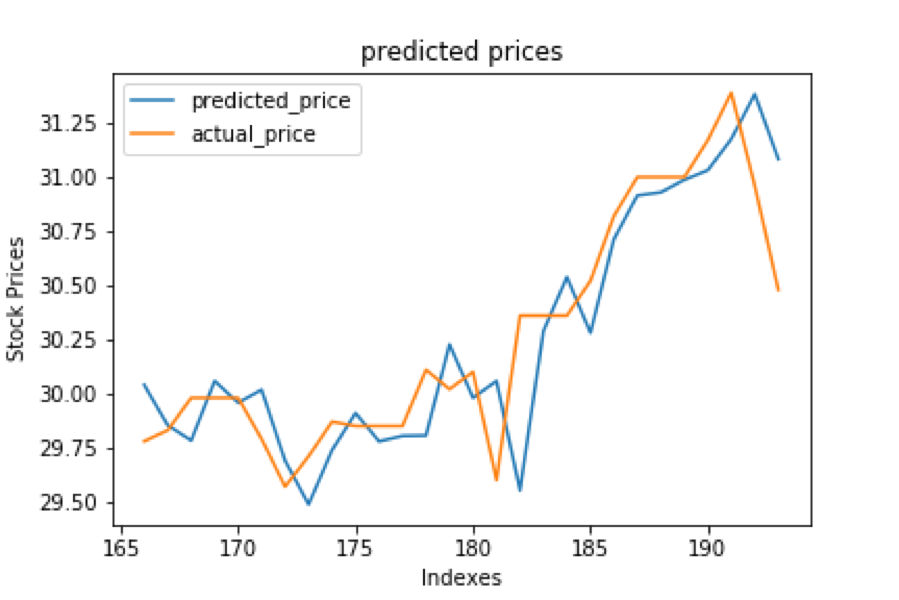 predicted prices
predicted_price
actual_price
31.25
31.00
30.75
30.50
30.25
30.00
29.75
29.50
Stock Prices
165 170 175 180 185 190
Indexes